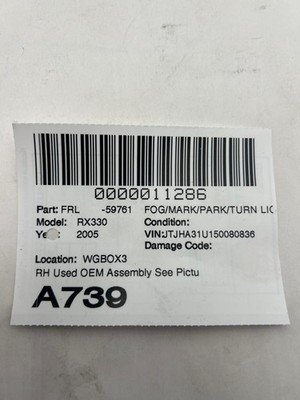 0000011286
Part: FRL -59761 FOG/MARK/PARK/TURN LIG
Model: RX330 Condition:
2005 VIN:JTJHA31U150080836
Damage Code:
Location: WGBOX3
RH Used OEM Assembly See Pictu
A739